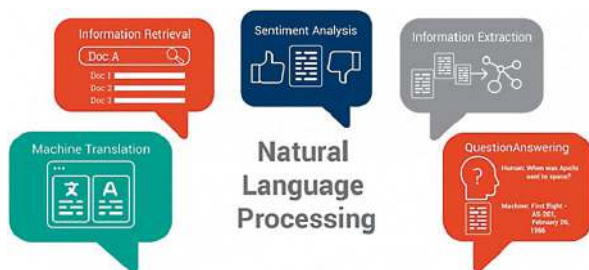 Information Retrieval
Doc A
Doc 1
Doc 2
Doc 3
Sentiment Analysis
Information Extraction
Machine Translation
文 A
Natural
Language
Processing
QuestionAnswering
?
Human: When was Apollo
sent to space?
Machine: First flight -
AS-201,
February 26,
1966